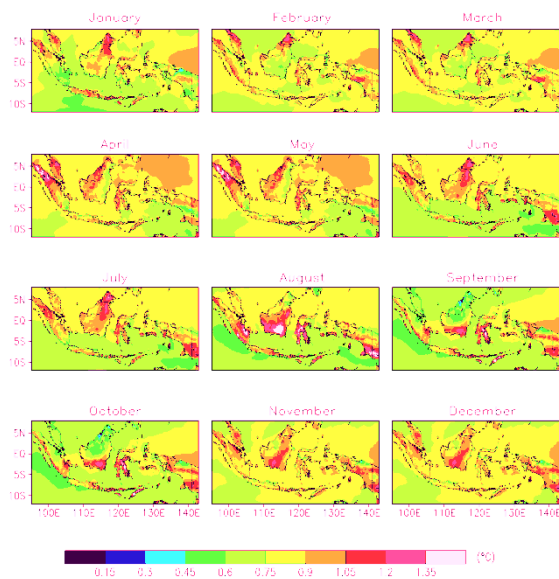 January February March
5N
EQ
5S
10S
April May June
5N
EQ
5S
10S
July August September
5N
EQ
5S
10S
October November December
5N
EQ
5S
10S
100E 110E 120E 130E 140E 100E 110E 120E 130E 140E 100E 110E 120E 130E 140E
0.15 0.3 0.45 0.6 0.75 0.9 1.05 1.2 1.35 (°C)